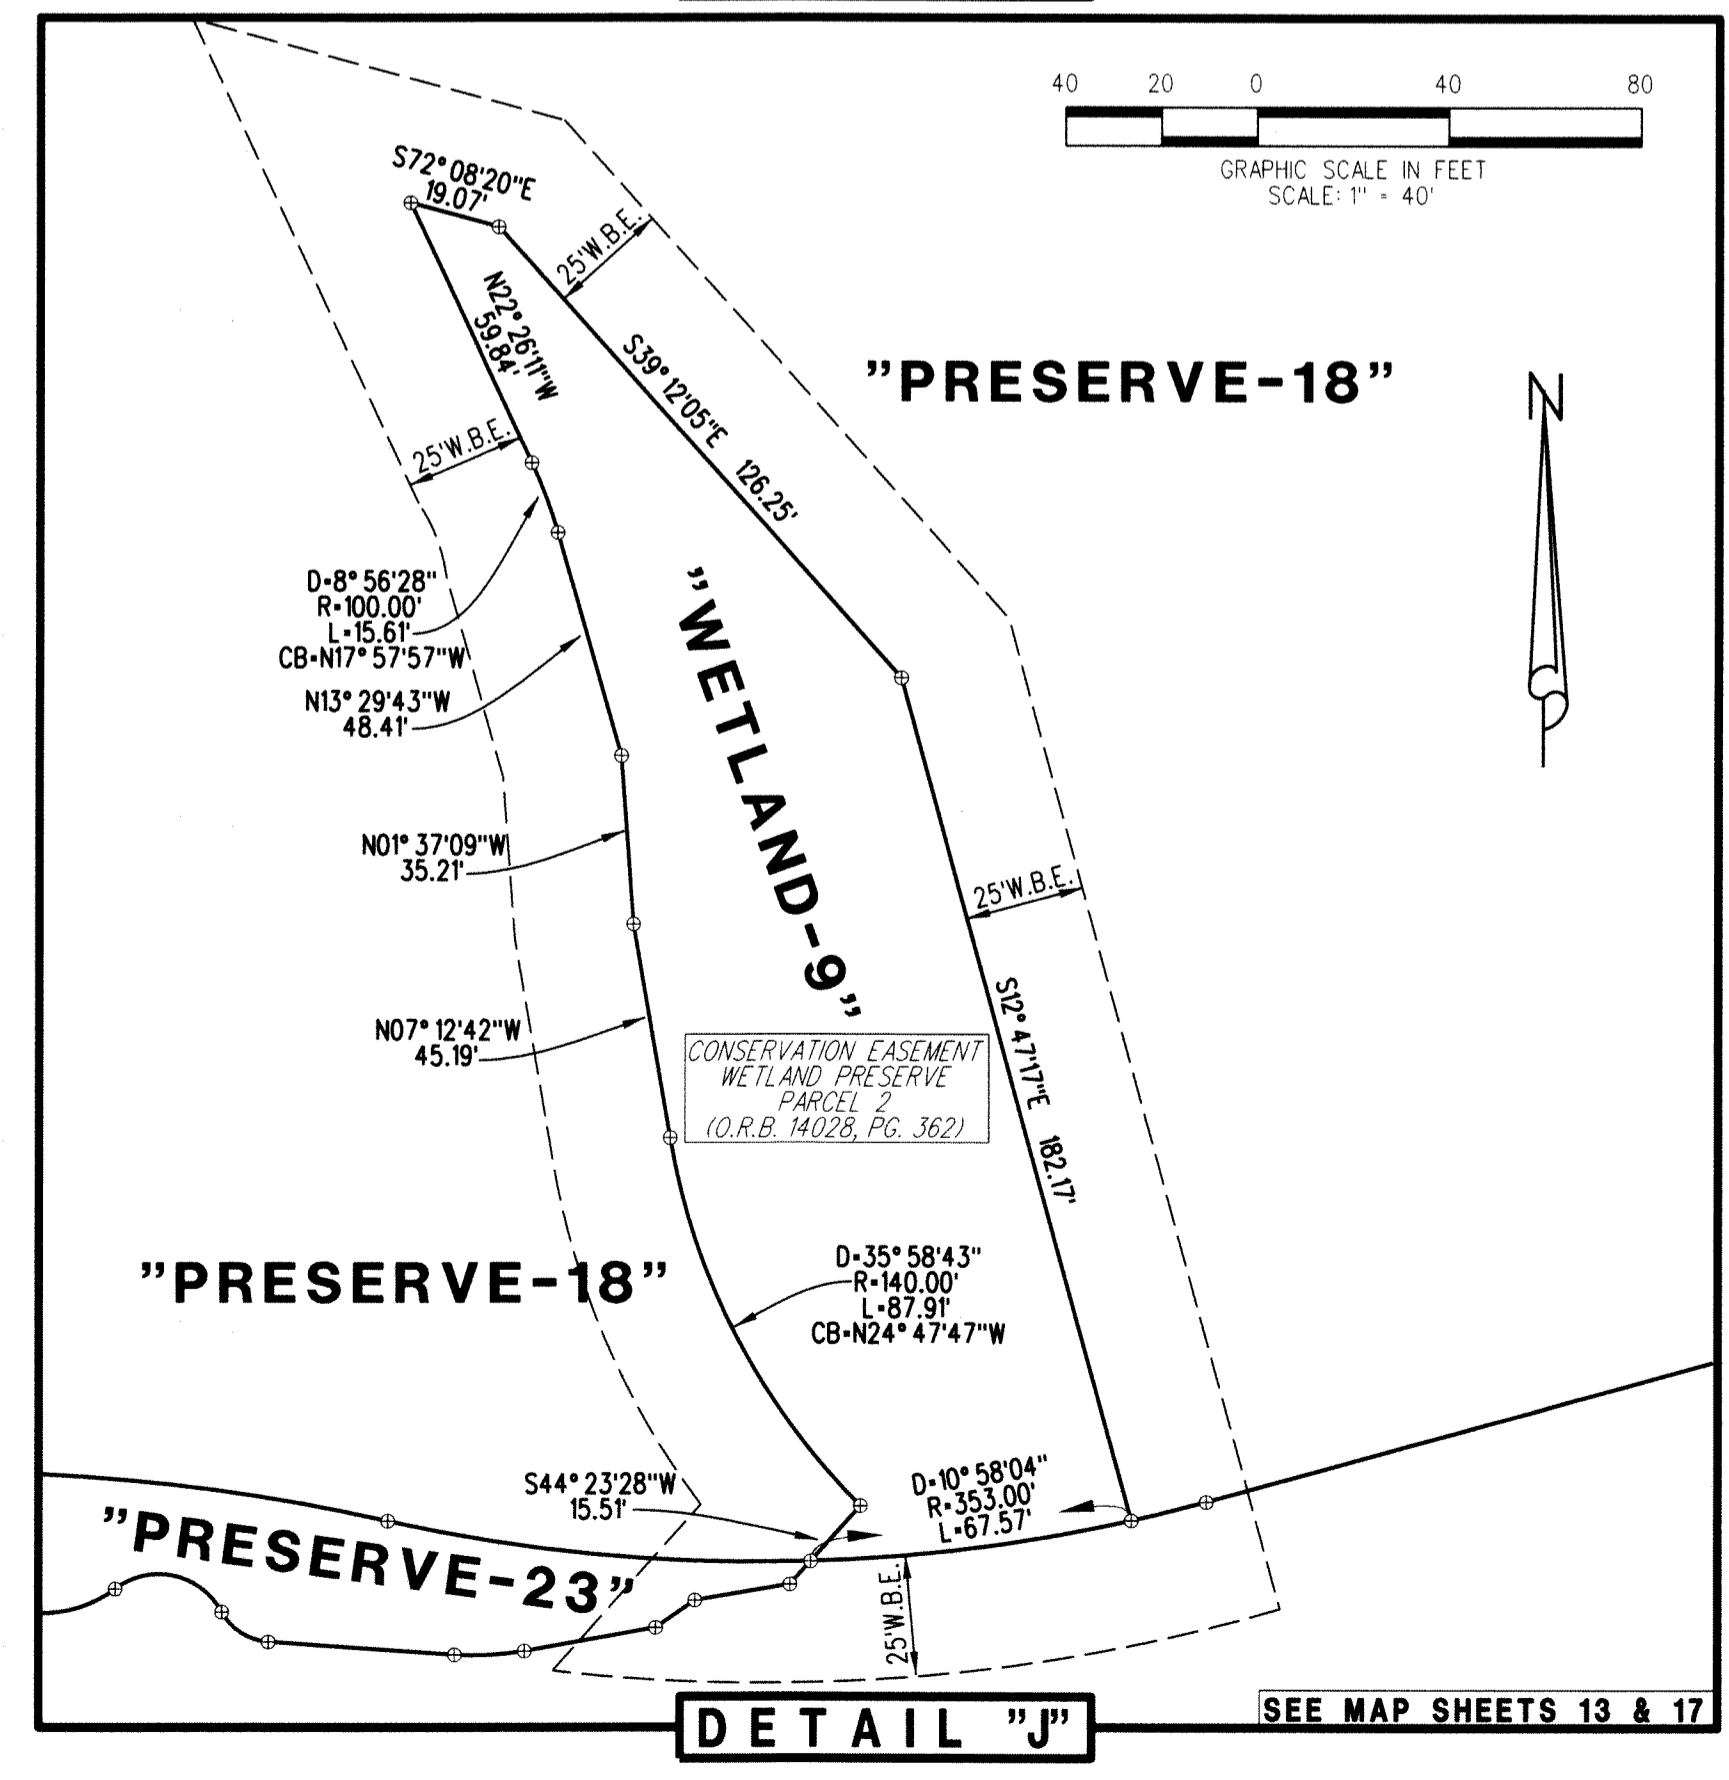 40 20 0 40 80
GRAPHIC SCALE IN FEET
SCALE: 1" = 40'
S72° 08'20"E
19.07'
25'W.B.E.
N22° 26'11"W
59.84'
S39° 12'05"E 126.25'
"PRESERVE-18"
N
25'W.B.E.
D=8° 56'28"
R=100.00'
L=15.61'
CB=N17° 57'57"W
N13° 29'43"W
48.41'
"WETLAND-9"
N01° 37'09"W
35.21'
25'W.B.E.
S12° 47'17"E 182.17'
N07° 12'42"W
45.19'
CONSERVATION EASEMENT
WETLAND PRESERVE
PARCEL 2
(O.R.B. 14028, PG. 362)
"PRESERVE-18"
D=35° 58'43"
R=140.00'
L=87.91'
CB=N24° 47'47"W
S44° 23'28"W
15.51'
D=10° 58'04"
R=353.00'
L=67.57'
"PRESERVE-23"
25'W.B.E.
DETAIL "J"
SEE MAP SHEETS 13 & 17